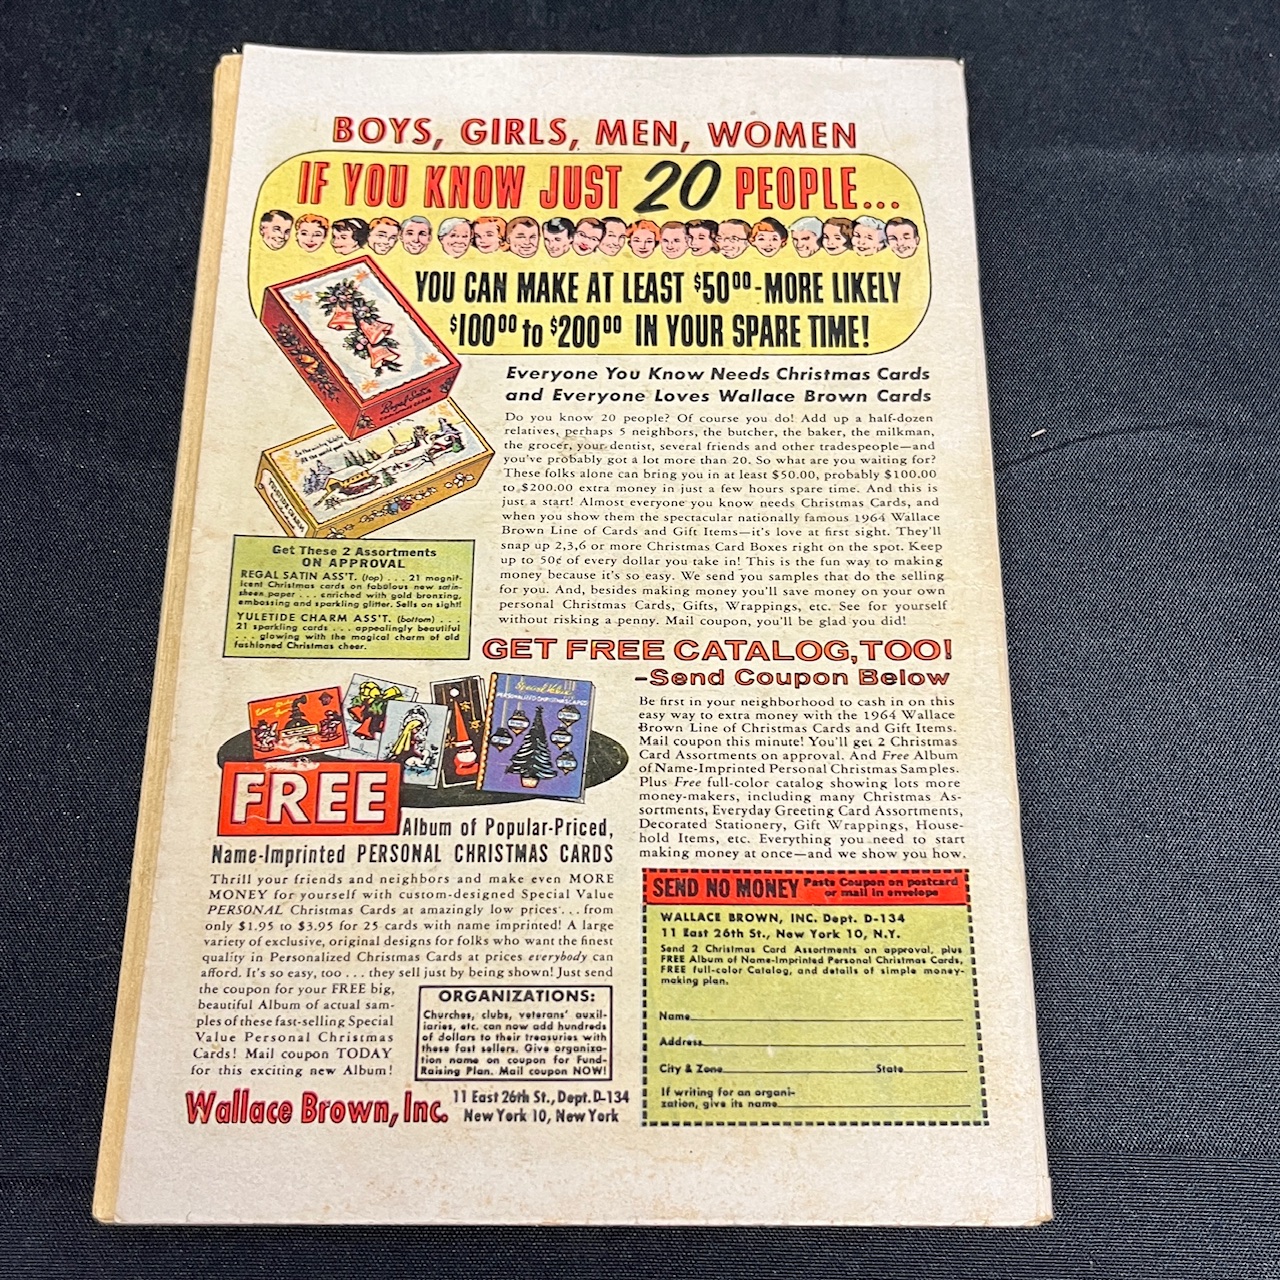 BOYS, GIRLS, MEN, WOMEN
IF YOU KNOW JUST 20 PEOPLE...
YOU CAN MAKE AT LEAST $50⁰⁰-MORE LIKELY
$100⁰⁰ to $200⁰⁰ IN YOUR SPARE TIME!
Regal Satin
Everyone You Know Needs Christmas Cards
and Everyone Loves Wallace Brown Cards
Do you know 20 people? Of course you do! Add up a half-dozen
relatives, perhaps 5 neighbors, the butcher, the baker, the milkman,
the grocer, your dentist, several friends and other tradespeople—and
you've probably got a lot more than 20. So what are you waiting for?
These folks alone can bring you in at least $50.00, probably $100.00
to $200.00 extra money in just a few hours spare time. And this is
just a start! Almost everyone you know needs Christmas Cards, and
when you show them the spectacular nationally famous 1964 Wallace
Brown Line of Cards and Gift Items—it's love at first sight. They'll
snap up 2,3,6 or more Christmas Card Boxes right on the spot. Keep
up to 50¢ of every dollar you take in! This is the fun way to making
money because it's so easy. We send you samples that do the selling
for you. And, besides making money you'll save money on your own
personal Christmas Cards, Gifts, Wrappings, etc. See for yourself
without risking a penny. Mail coupon, you'll be glad you did!
Get These 2 Assortments
ON APPROVAL
REGAL SATIN ASS'T. (top) . . . 21 magnif-
icent Christmas cards on fabulous new satin-
sheen paper . . . enriched with gold bronzing,
embossing and sparkling glitter. Sells on sight!
YULETIDE CHARM ASS'T. (bottom) . . .
21 sparkling cards . . . appealingly beautiful
. . . glowing with the magical charm of old
fashioned Christmas cheer.
GET FREE CATALOG, TOO!
–Send Coupon Below
Be first in your neighborhood to cash in on this
easy way to extra money with the 1964 Wallace
Brown Line of Christmas Cards and Gift Items.
Mail coupon this minute! You'll get 2 Christmas
Card Assortments on approval. And Free Album
of Name-Imprinted Personal Christmas Samples.
Plus Free full-color catalog showing lots more
money-makers, including many Christmas As-
sortments, Everyday Greeting Card Assortments,
Decorated Stationery, Gift Wrappings, House-
hold Items, etc. Everything you need to start
making money at once—and we show you how.
Special Value
PERSONALIZED CHRISTMAS CARDS
FREE
Album of Popular-Priced,
Name-Imprinted PERSONAL CHRISTMAS CARDS
Thrill your friends and neighbors and make even MORE
MONEY for yourself with custom-designed Special Value
PERSONAL Christmas Cards at amazingly low prices . . . from
only $1.95 to $3.95 for 25 cards with name imprinted! A large
variety of exclusive, original designs for folks who want the finest
quality in Personalized Christmas Cards at prices everybody can
afford. It's so easy, too . . . they sell just by being shown! Just send
the coupon for your FREE big,
beautiful Album of actual sam-
ples of these fast-selling Special
Value Personal Christmas
Cards! Mail coupon TODAY
for this exciting new Album!
ORGANIZATIONS:
Churches, clubs, veterans' auxil-
iaries, etc. can now add hundreds
of dollars to their treasuries with
these fast sellers. Give organiza-
tion name on coupon for Fund-
Raising Plan. Mail coupon NOW!
Wallace Brown, Inc.
11 East 26th St., Dept. D-134
New York 10, New York
SEND NO MONEY Paste Coupon on postcard
or mail in envelope
WALLACE BROWN, INC. Dept. D-134
11 East 26th St., New York 10, N.Y.
Send 2 Christmas Card Assortments on approval, plus
FREE Album of Name-Imprinted Personal Christmas Cards,
FREE full-color Catalog, and details of simple money-
making plan.
Name
Address
City & Zone State
If writing for an organi-
zation, give its name